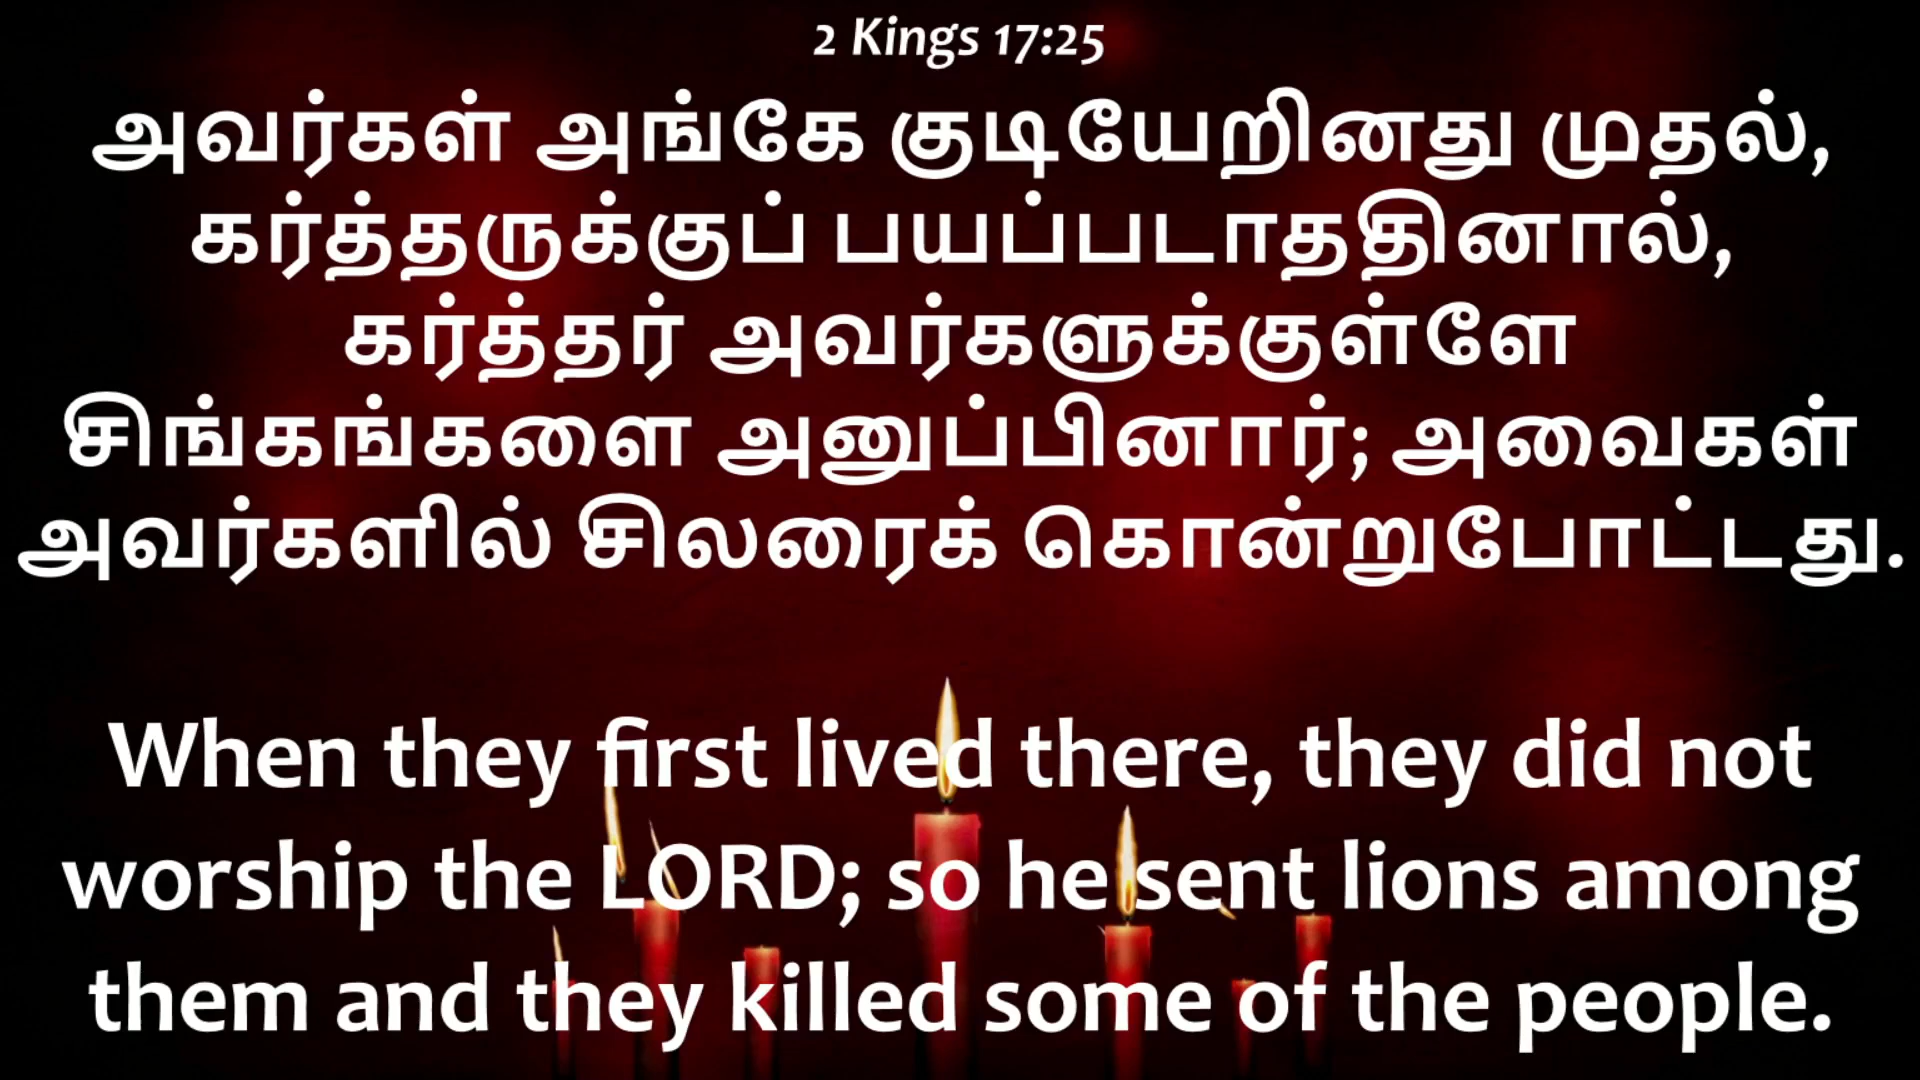 2 Kings 17:25
அவர்கள் அங்கே குடியேறினது முதல்,
கர்த்தருக்குப் பயப்படாததினால்,
கர்த்தர் அவர்களுக்குள்ளே
சிங்கங்களை அனுப்பினார்; அவைகள்
அவர்களில் சிலரைக் கொன்றுபோட்டது.
When they first lived there, they did not
worship the LORD; so he sent lions among
them and they killed some of the people.